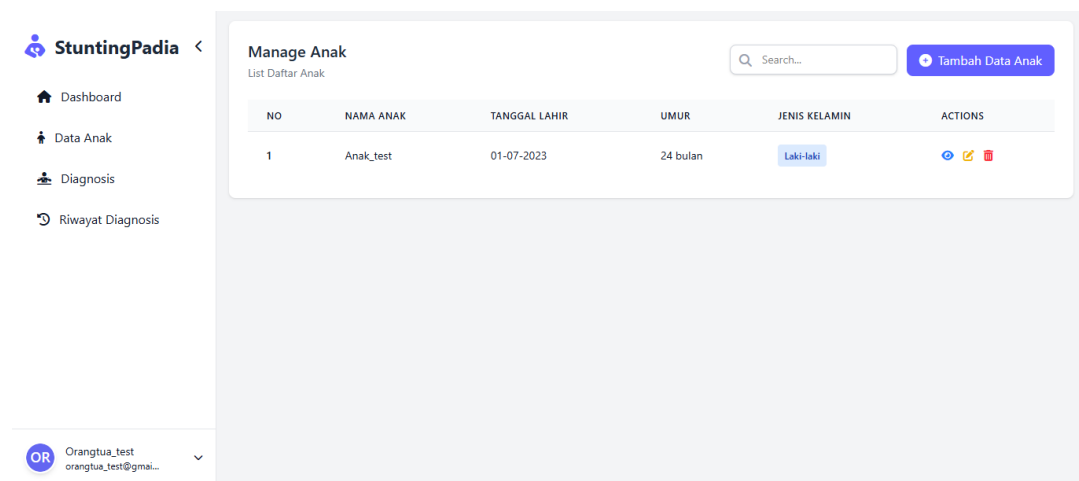 StuntingPadia
Dashboard
Data Anak
Diagnosis
Riwayat Diagnosis
OR
Orangtua_test
orangtua_test@gmai...
Manage Anak
List Daftar Anak
Search...
Tambah Data Anak
NO NAMA ANAK TANGGAL LAHIR UMUR JENIS KELAMIN ACTIONS
1 Anak_test 01-07-2023 24 bulan Laki-laki